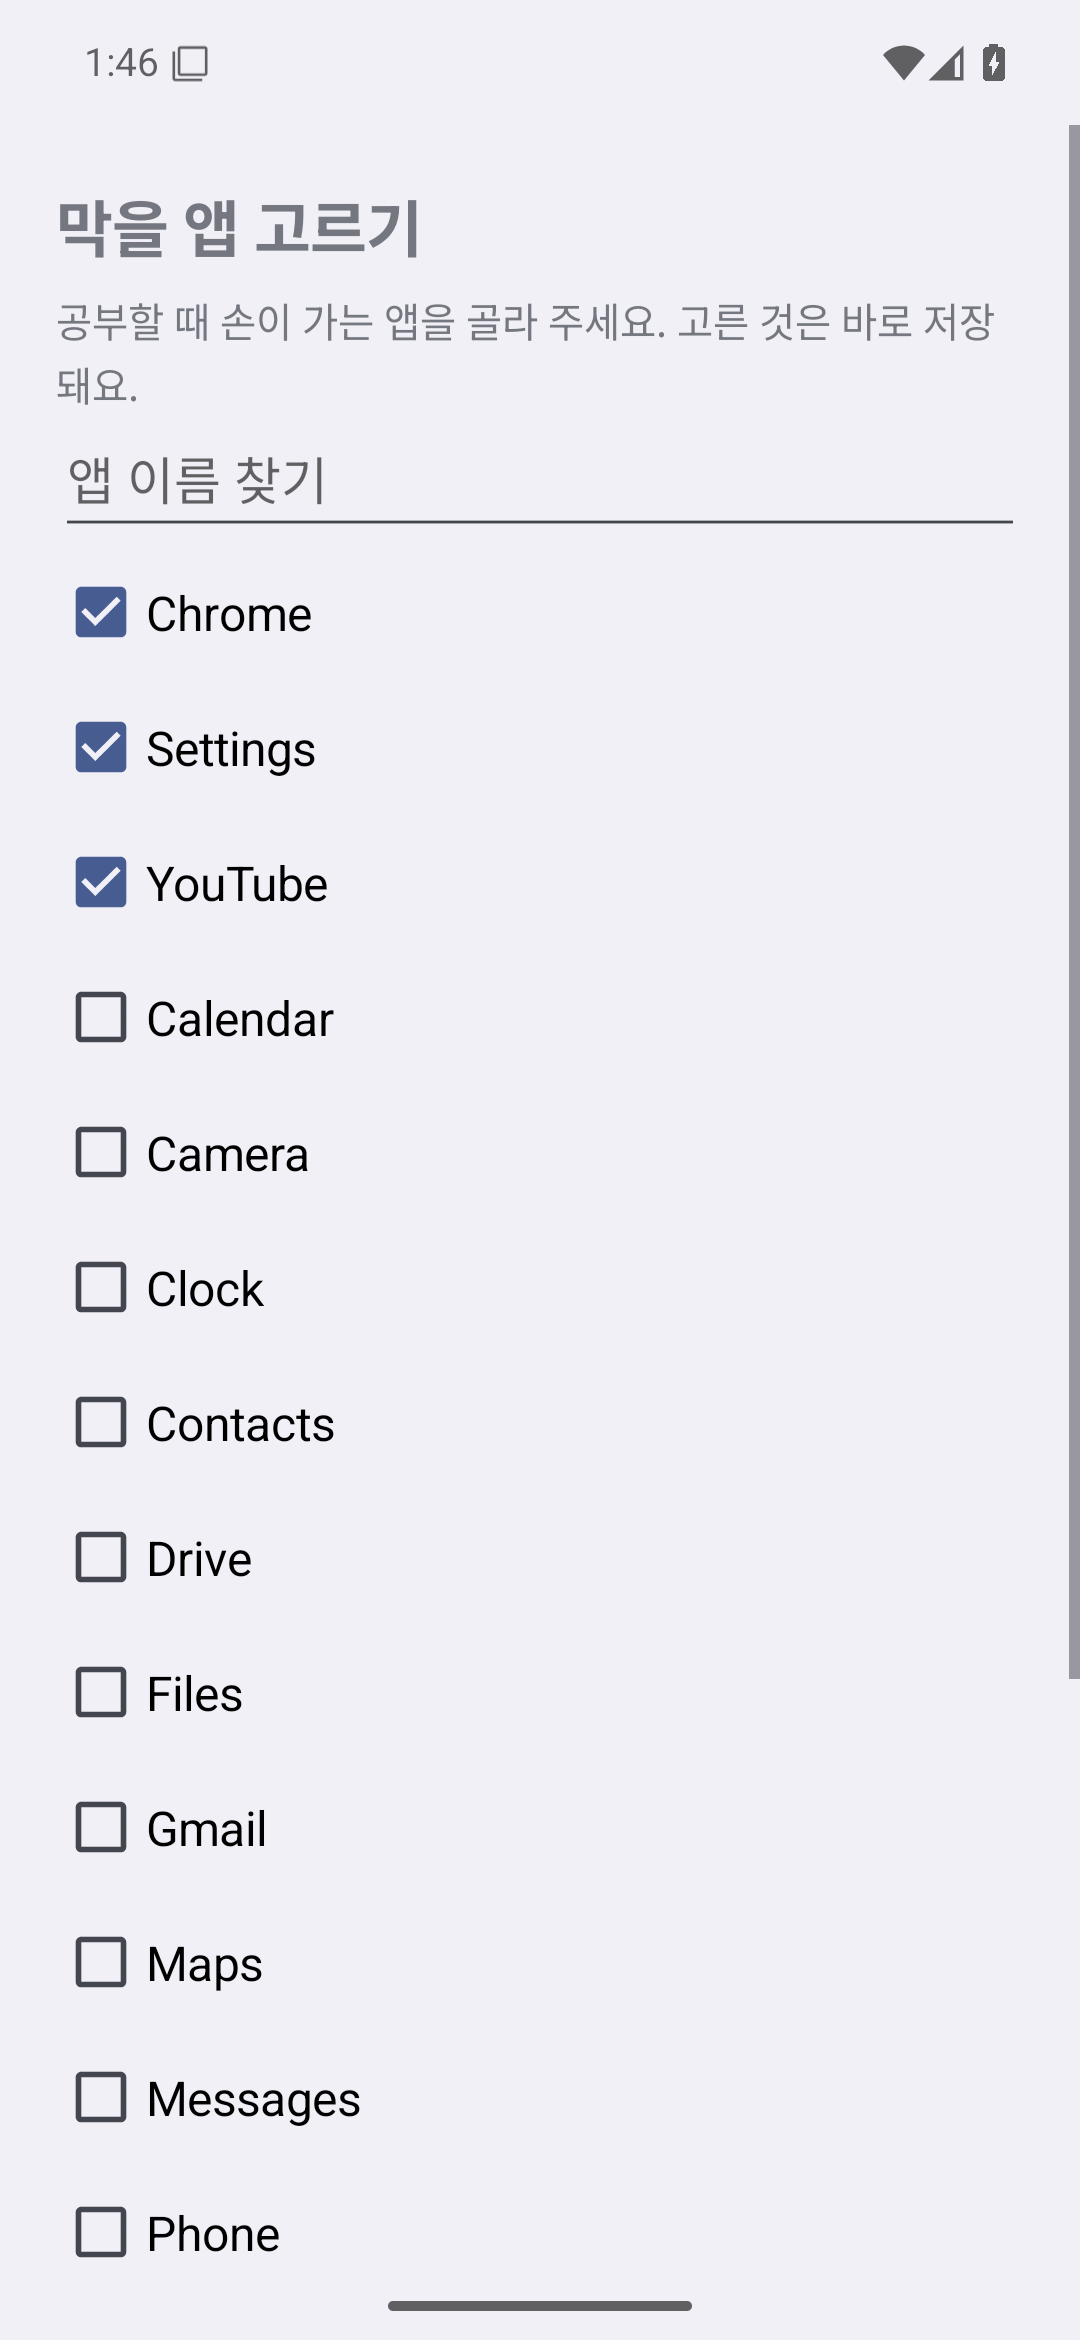 1:46
막을 앱 고르기
공부할 때 손이 가는 앱을 골라 주세요. 고른 것은 바로 저장
돼요.
앱 이름 찾기
Chrome
Settings
YouTube
Calendar
Camera
Clock
Contacts
Drive
Files
Gmail
Maps
Messages
Phone